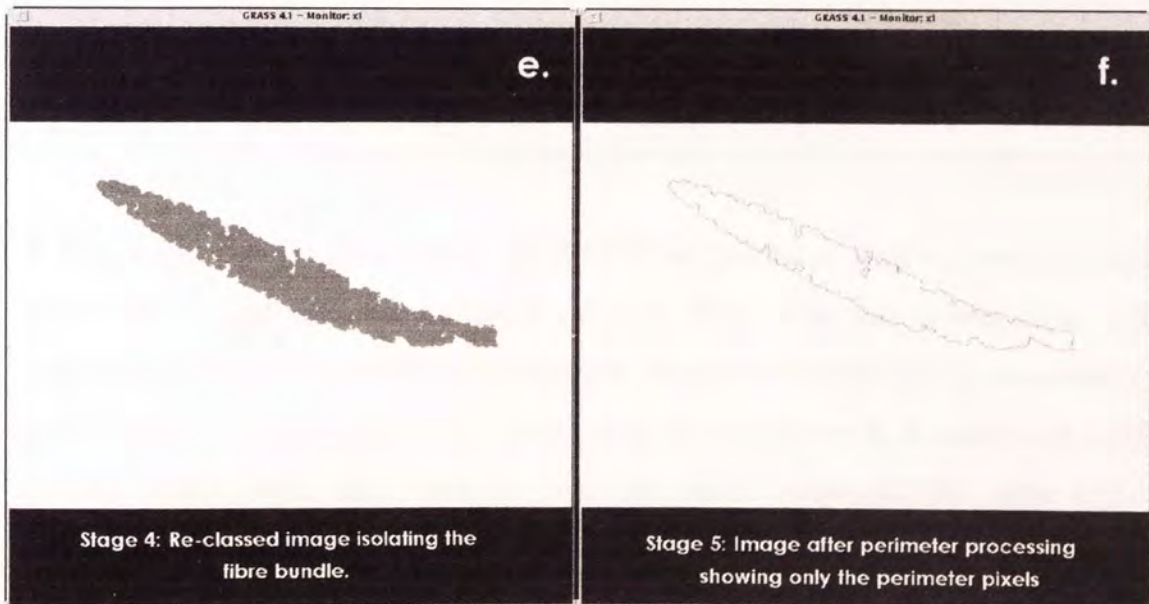 GRASS 4.1 – Monitor: x1
e.
Stage 4: Re-classed image isolating the
fibre bundle.
GRASS 4.1 – Monitor: x1
f.
Stage 5: Image after perimeter processing
showing only the perimeter pixels